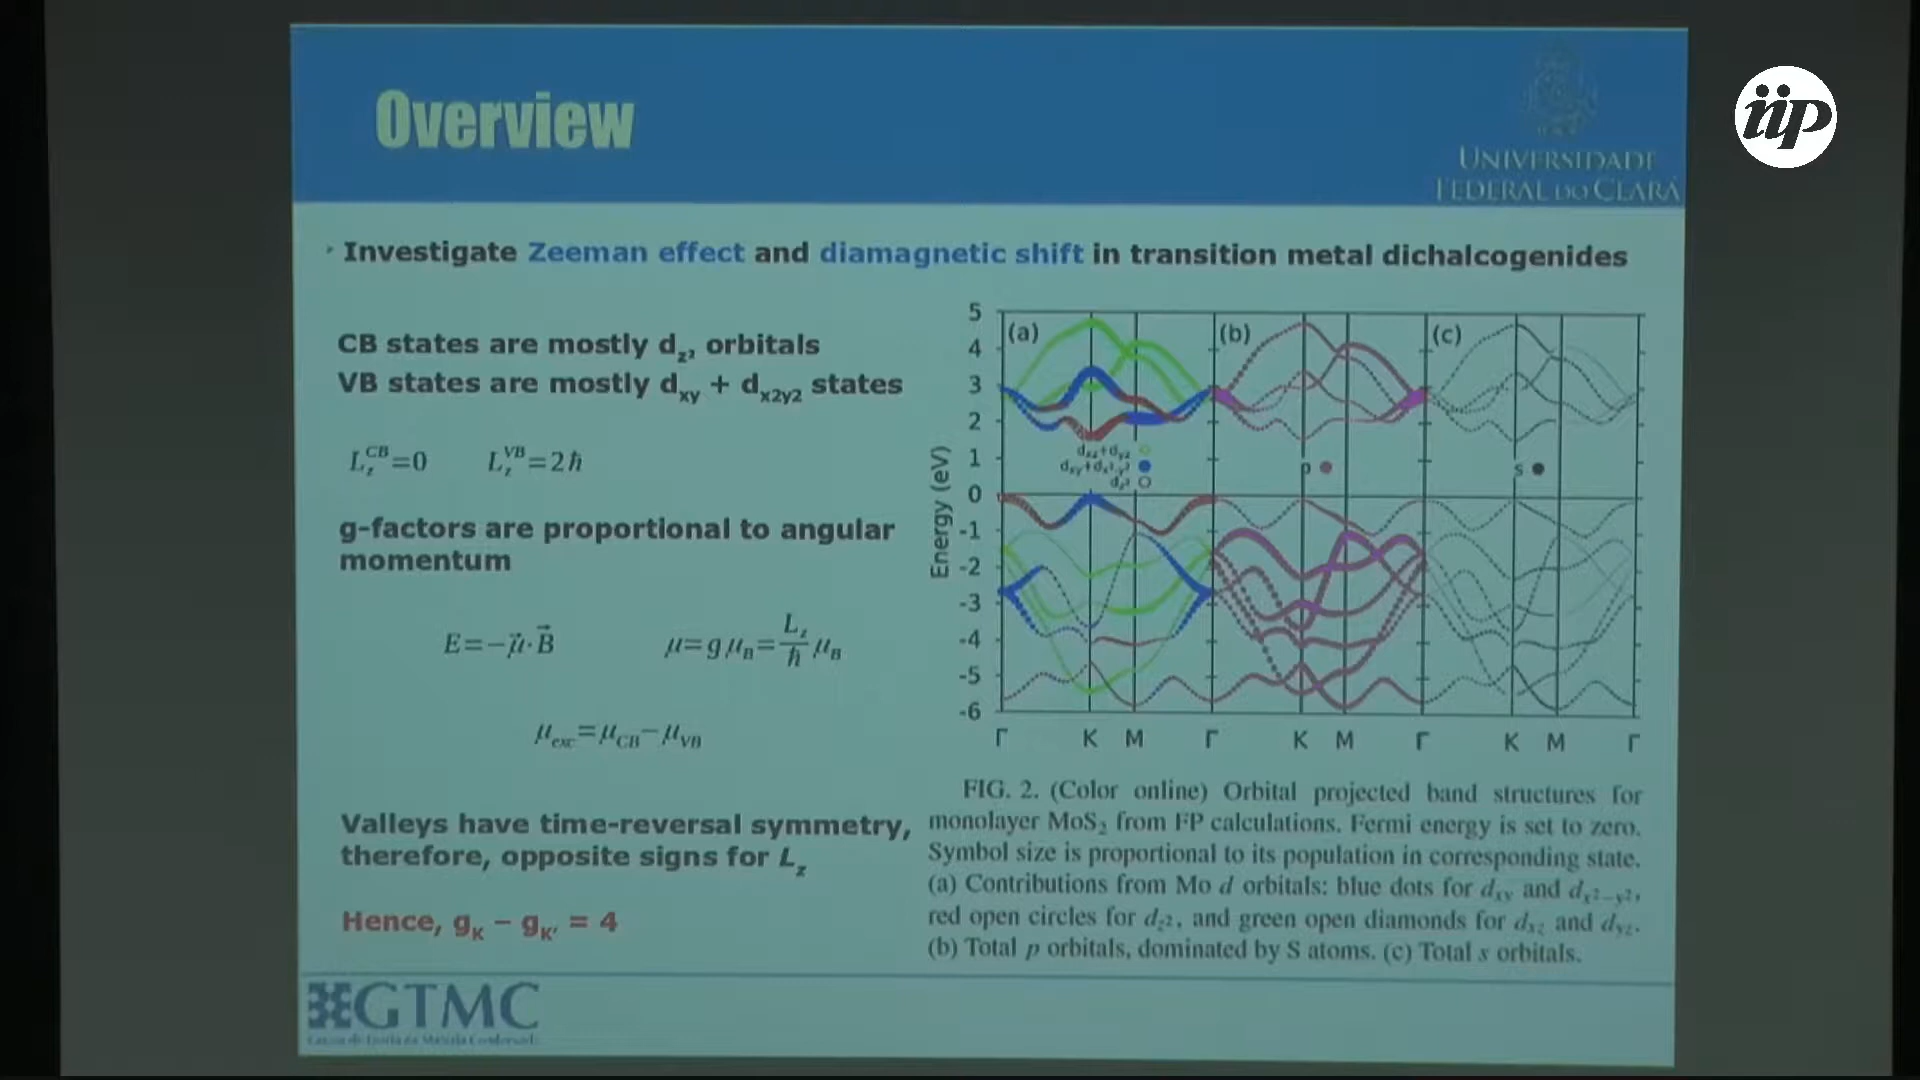 Overview
UNIVERSIDADE
FEDERAL DO CEARÁ
iip
Investigate Zeeman effect and diamagnetic shift in transition metal dichalcogenides
CB states are mostly d_z² orbitals
VB states are mostly d_xy + d_x2y2 states
L_z^CB=0 L_z^VB=2ħ
g-factors are proportional to angular
momentum
E=−μ⃗·B⃗ μ=gμ_B=L_z/ħ μ_B
μ_exc=μ_CB−μ_VB
Valleys have time-reversal symmetry,
therefore, opposite signs for L_z
Hence, g_K − g_K' = 4
Energy (eV)
5
4
3
2
1
0
-1
-2
-3
-4
-5
-6
(a) (b) (c)
d_xz+d_yz
d_xy+d_x²-y²
d_z²
p
s
Γ K M Γ K M Γ K M Γ
FIG. 2. (Color online) Orbital projected band structures for
monolayer MoS₂ from FP calculations. Fermi energy is set to zero.
Symbol size is proportional to its population in corresponding state.
(a) Contributions from Mo d orbitals: blue dots for d_xy and d_x²−y²,
red open circles for d_z², and green open diamonds for d_xz and d_yz.
(b) Total p orbitals, dominated by S atoms. (c) Total s orbitals.
GTMC